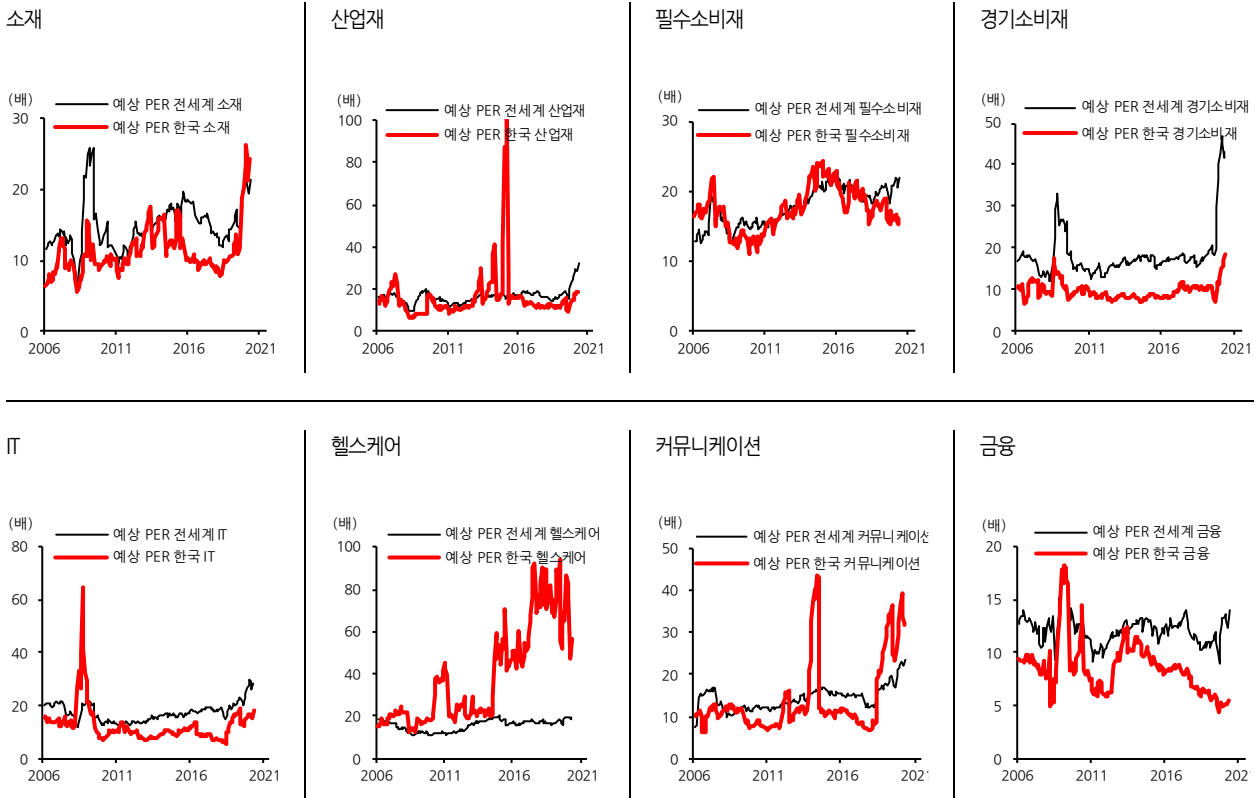 소재
산업재
필수소비재
경기소비재
(배)
예상 PER 전세계 소재
예상 PER 한국 소재
30
20
10
0
2006 2011 2016 2021
(배)
예상 PER 전세계 산업재
예상 PER 한국 산업재
100
80
60
40
20
0
2006 2011 2016 2021
(배)
예상 PER 전세계 필수소비재
예상 PER 한국 필수소비재
30
20
10
0
2006 2011 2016 2021
(배)
예상 PER 전세계 경기소비재
예상 PER 한국 경기소비재
50
40
30
20
10
0
2006 2011 2016 2021
IT
헬스케어
커뮤니케이션
금융
(배)
예상 PER 전세계 IT
예상 PER 한국 IT
80
60
40
20
0
2006 2011 2016 2021
(배)
예상 PER 전세계 헬스케어
예상 PER 한국 헬스케어
100
80
60
40
20
0
2006 2011 2016 2021
(배)
예상 PER 전세계 커뮤니케이션
예상 PER 한국 커뮤니케이션
50
40
30
20
10
0
2006 2011 2016 202
(배)
예상 PER 전세계 금융
예상 PER 한국 금융
20
15
10
5
0
2006 2011 2016 202